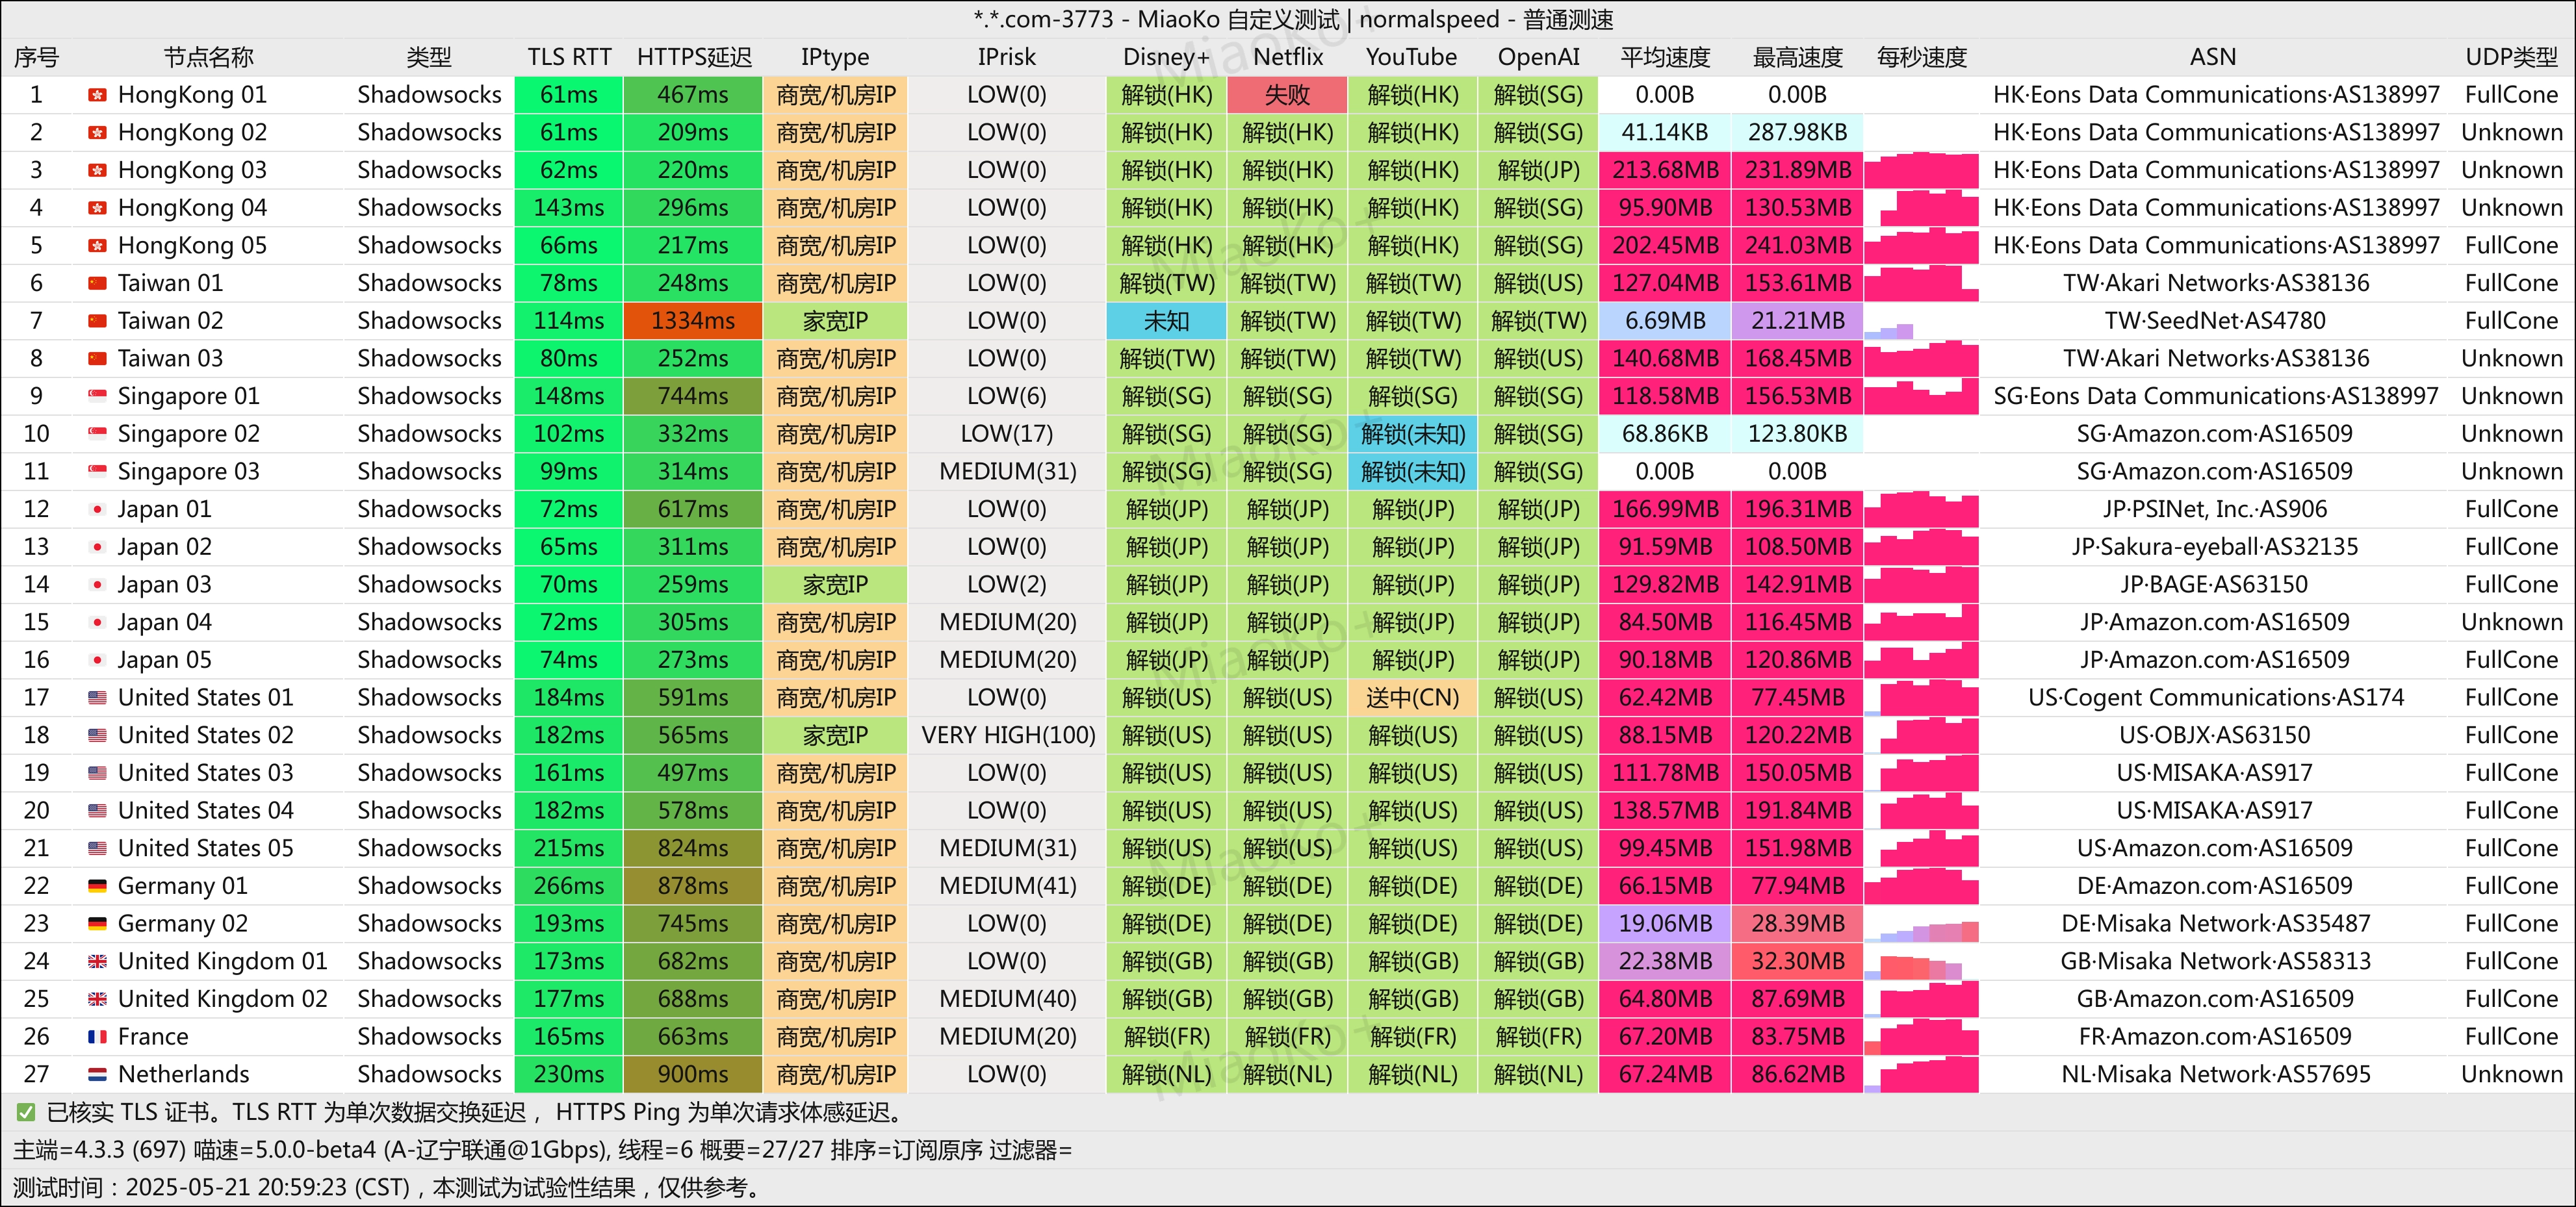 *.*.com-3773 - MiaoKo 自定义测试 | normalspeed - 普通测速
序号 节点名称 类型 TLS RTT HTTPS延迟 IPtype IPrisk Disney+ Netflix YouTube OpenAI 平均速度 最高速度 每秒速度 ASN UDP类型
1 HongKong 01 Shadowsocks 61ms 467ms 商宽/机房IP LOW(0) 解锁(HK) 失败 解锁(HK) 解锁(SG) 0.00B 0.00B HK·Eons Data Communications·AS138997 FullCone
2 HongKong 02 Shadowsocks 61ms 209ms 商宽/机房IP LOW(0) 解锁(HK) 解锁(HK) 解锁(HK) 解锁(SG) 41.14KB 287.98KB HK·Eons Data Communications·AS138997 Unknown
3 HongKong 03 Shadowsocks 62ms 220ms 商宽/机房IP LOW(0) 解锁(HK) 解锁(HK) 解锁(HK) 解锁(JP) 213.68MB 231.89MB HK·Eons Data Communications·AS138997 Unknown
4 HongKong 04 Shadowsocks 143ms 296ms 商宽/机房IP LOW(0) 解锁(HK) 解锁(HK) 解锁(HK) 解锁(SG) 95.90MB 130.53MB HK·Eons Data Communications·AS138997 Unknown
5 HongKong 05 Shadowsocks 66ms 217ms 商宽/机房IP LOW(0) 解锁(HK) 解锁(HK) 解锁(HK) 解锁(SG) 202.45MB 241.03MB HK·Eons Data Communications·AS138997 FullCone
6 Taiwan 01 Shadowsocks 78ms 248ms 商宽/机房IP LOW(0) 解锁(TW) 解锁(TW) 解锁(TW) 解锁(US) 127.04MB 153.61MB TW·Akari Networks·AS38136 FullCone
7 Taiwan 02 Shadowsocks 114ms 1334ms 家宽IP LOW(0) 未知 解锁(TW) 解锁(TW) 解锁(TW) 6.69MB 21.21MB TW·SeedNet·AS4780 FullCone
8 Taiwan 03 Shadowsocks 80ms 252ms 商宽/机房IP LOW(0) 解锁(TW) 解锁(TW) 解锁(TW) 解锁(US) 140.68MB 168.45MB TW·Akari Networks·AS38136 Unknown
9 Singapore 01 Shadowsocks 148ms 744ms 商宽/机房IP LOW(6) 解锁(SG) 解锁(SG) 解锁(SG) 解锁(SG) 118.58MB 156.53MB SG·Eons Data Communications·AS138997 Unknown
10 Singapore 02 Shadowsocks 102ms 332ms 商宽/机房IP LOW(17) 解锁(SG) 解锁(SG) 解锁(未知) 解锁(SG) 68.86KB 123.80KB SG·Amazon.com·AS16509 Unknown
11 Singapore 03 Shadowsocks 99ms 314ms 商宽/机房IP MEDIUM(31) 解锁(SG) 解锁(SG) 解锁(未知) 解锁(SG) 0.00B 0.00B SG·Amazon.com·AS16509 Unknown
12 Japan 01 Shadowsocks 72ms 617ms 商宽/机房IP LOW(0) 解锁(JP) 解锁(JP) 解锁(JP) 解锁(JP) 166.99MB 196.31MB JP·PSINet, Inc.·AS906 FullCone
13 Japan 02 Shadowsocks 65ms 311ms 商宽/机房IP LOW(0) 解锁(JP) 解锁(JP) 解锁(JP) 解锁(JP) 91.59MB 108.50MB JP·Sakura-eyeball·AS32135 FullCone
14 Japan 03 Shadowsocks 70ms 259ms 家宽IP LOW(2) 解锁(JP) 解锁(JP) 解锁(JP) 解锁(JP) 129.82MB 142.91MB JP·BAGE·AS63150 FullCone
15 Japan 04 Shadowsocks 72ms 305ms 商宽/机房IP MEDIUM(20) 解锁(JP) 解锁(JP) 解锁(JP) 解锁(JP) 84.50MB 116.45MB JP·Amazon.com·AS16509 Unknown
16 Japan 05 Shadowsocks 74ms 273ms 商宽/机房IP MEDIUM(20) 解锁(JP) 解锁(JP) 解锁(JP) 解锁(JP) 90.18MB 120.86MB JP·Amazon.com·AS16509 FullCone
17 United States 01 Shadowsocks 184ms 591ms 商宽/机房IP LOW(0) 解锁(US) 解锁(US) 送中(CN) 解锁(US) 62.42MB 77.45MB US·Cogent Communications·AS174 FullCone
18 United States 02 Shadowsocks 182ms 565ms 家宽IP VERY HIGH(100) 解锁(US) 解锁(US) 解锁(US) 解锁(US) 88.15MB 120.22MB US·OBJX·AS63150 FullCone
19 United States 03 Shadowsocks 161ms 497ms 商宽/机房IP LOW(0) 解锁(US) 解锁(US) 解锁(US) 解锁(US) 111.78MB 150.05MB US·MISAKA·AS917 FullCone
20 United States 04 Shadowsocks 182ms 578ms 商宽/机房IP LOW(0) 解锁(US) 解锁(US) 解锁(US) 解锁(US) 138.57MB 191.84MB US·MISAKA·AS917 FullCone
21 United States 05 Shadowsocks 215ms 824ms 商宽/机房IP MEDIUM(31) 解锁(US) 解锁(US) 解锁(US) 解锁(US) 99.45MB 151.98MB US·Amazon.com·AS16509 FullCone
22 Germany 01 Shadowsocks 266ms 878ms 商宽/机房IP MEDIUM(41) 解锁(DE) 解锁(DE) 解锁(DE) 解锁(DE) 66.15MB 77.94MB DE·Amazon.com·AS16509 FullCone
23 Germany 02 Shadowsocks 193ms 745ms 商宽/机房IP LOW(0) 解锁(DE) 解锁(DE) 解锁(DE) 解锁(DE) 19.06MB 28.39MB DE·Misaka Network·AS35487 FullCone
24 United Kingdom 01 Shadowsocks 173ms 682ms 商宽/机房IP LOW(0) 解锁(GB) 解锁(GB) 解锁(GB) 解锁(GB) 22.38MB 32.30MB GB·Misaka Network·AS58313 FullCone
25 United Kingdom 02 Shadowsocks 177ms 688ms 商宽/机房IP MEDIUM(40) 解锁(GB) 解锁(GB) 解锁(GB) 解锁(GB) 64.80MB 87.69MB GB·Amazon.com·AS16509 FullCone
26 France Shadowsocks 165ms 663ms 商宽/机房IP MEDIUM(20) 解锁(FR) 解锁(FR) 解锁(FR) 解锁(FR) 67.20MB 83.75MB FR·Amazon.com·AS16509 FullCone
27 Netherlands Shadowsocks 230ms 900ms 商宽/机房IP LOW(0) 解锁(NL) 解锁(NL) 解锁(NL) 解锁(NL) 67.24MB 86.62MB NL·Misaka Network·AS57695 Unknown
✅ 已核实 TLS 证书。TLS RTT 为单次数据交换延迟， HTTPS Ping 为单次请求体感延迟。
主端=4.3.3 (697) 喵速=5.0.0-beta4 (A-辽宁联通@1Gbps), 线程=6 概要=27/27 排序=订阅原序 过滤器=
测试时间：2025-05-21 20:59:23 (CST)，本测试为试验性结果，仅供参考。
MiaoKo+
MiaoKo+
MiaoKo+
MiaoKo+
MiaoKo+
MiaoKo+